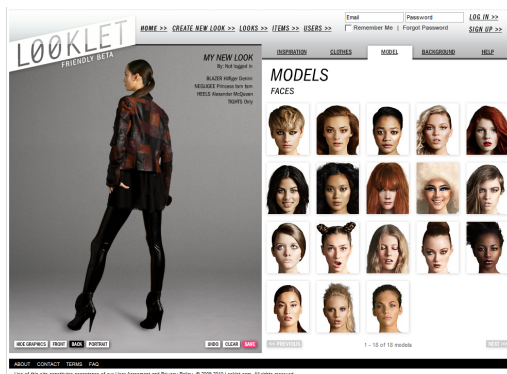 LOOKLET
FRIENDLY BETA
HOME >> CREATE NEW LOOK >> LOOKS >> ITEMS >> USERS >>
Email
Password
LOG IN >>
Remember Me | Forgot Password
SIGN UP >>
INSPIRATION
CLOTHES
MODEL
BACKGROUND
HELP
MY NEW LOOK
By: Not logged in
BLAZER Hilfiger Denim
NEGLIGEE Princess tam tam
HEELS Alexander McQueen
TIGHTS Only
MODELS
FACES
HIDE GRAPHICS
FRONT
BACK
PORTRAIT
UNDO
CLEAR
SAVE
<< PREVIOUS
1 - 18 of 18 models
NEXT >>
ABOUT CONTACT TERMS FAQ